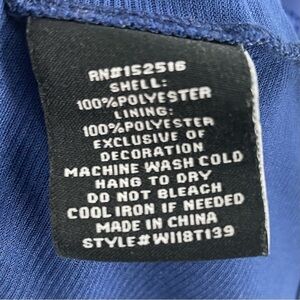 RN#152516
SHELL:
100%POLYESTER
LINING:
100%POLYESTER
EXCLUSIVE OF
DECORATION
MACHINE WASH COLD
HANG TO DRY
DO NOT BLEACH
COOL IRON IF NEEDED
MADE IN CHINA
STYLE#WI18T139